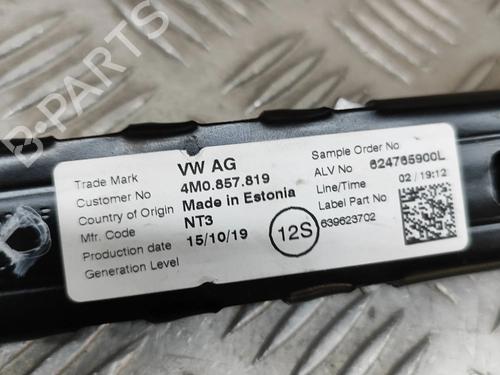 Trade Mark VW AG
Customer No 4M0.857.819
Country of Origin Made in Estonia
Mfr. Code NT3
Production date 15/10/19
Generation Level
12S
Sample Order No
ALV No 624765900L
Line/Time 02 / 19:12
Label Part No
639623702
B-PARTS